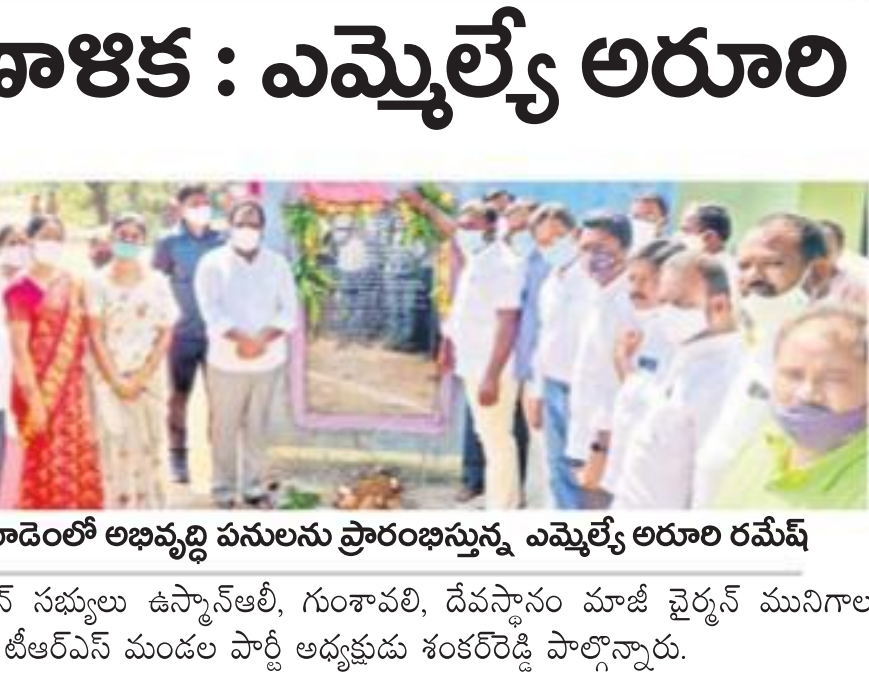 ణాళిక : ఎమ్మెల్యే అరూరి
గూడెంలో అభివృద్ధి పనులను ప్రారంభిస్తున్న ఎమ్మెల్యే అరూరి రమేష్
న్ సభ్యులు ఉస్మాన్ఆలీ, గుంశావలి, దేవస్థానం మాజీ చైర్మన్ మునిగాల
టీఆర్ఎస్ మండల పార్టీ అధ్యక్షుడు శంకర్‌రెడ్డి పాల్గొన్నారు.